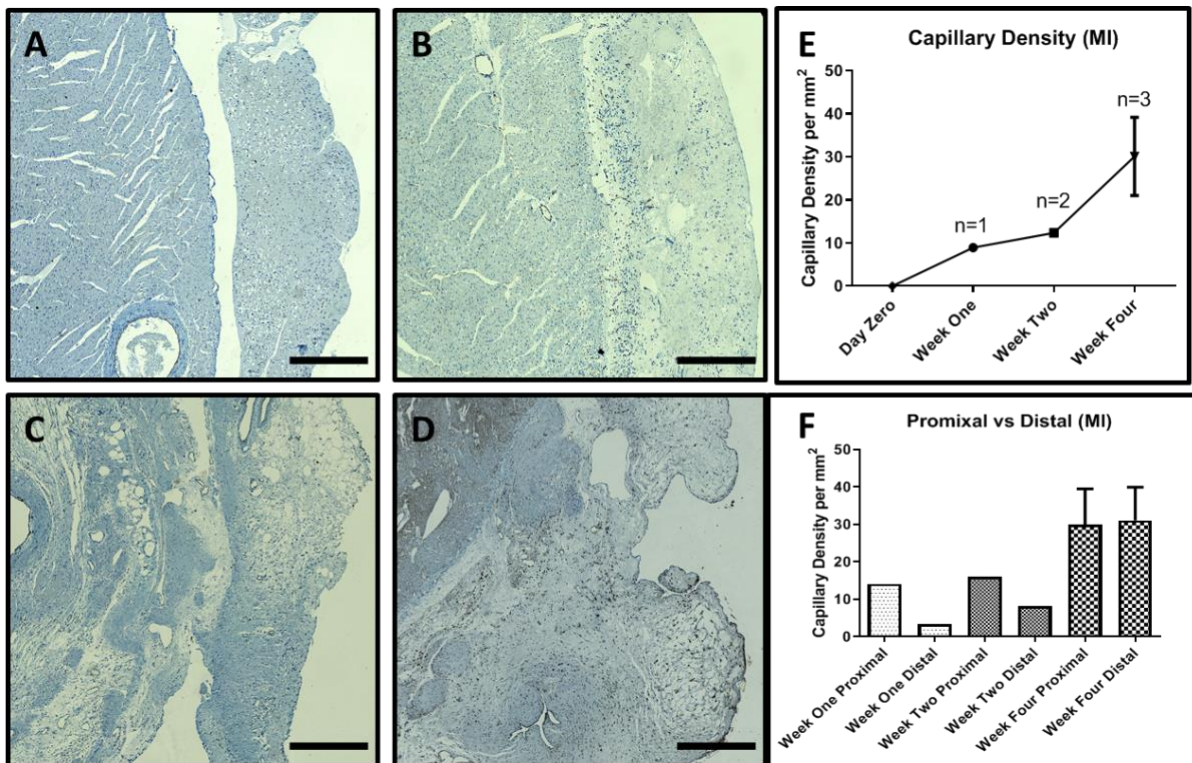 A
B
E
Capillary Density (MI)
Capillary Density per mm²
50
40
30
20
10
0
n=1
n=2
n=3
Day Zero
Week One
Week Two
Week Four
C
D
F
Promixal vs Distal (MI)
Capillary Density per mm²
50
40
30
20
10
0
Week One Proximal
Week One Distal
Week Two Proximal
Week Two Distal
Week Four Proximal
Week Four Distal